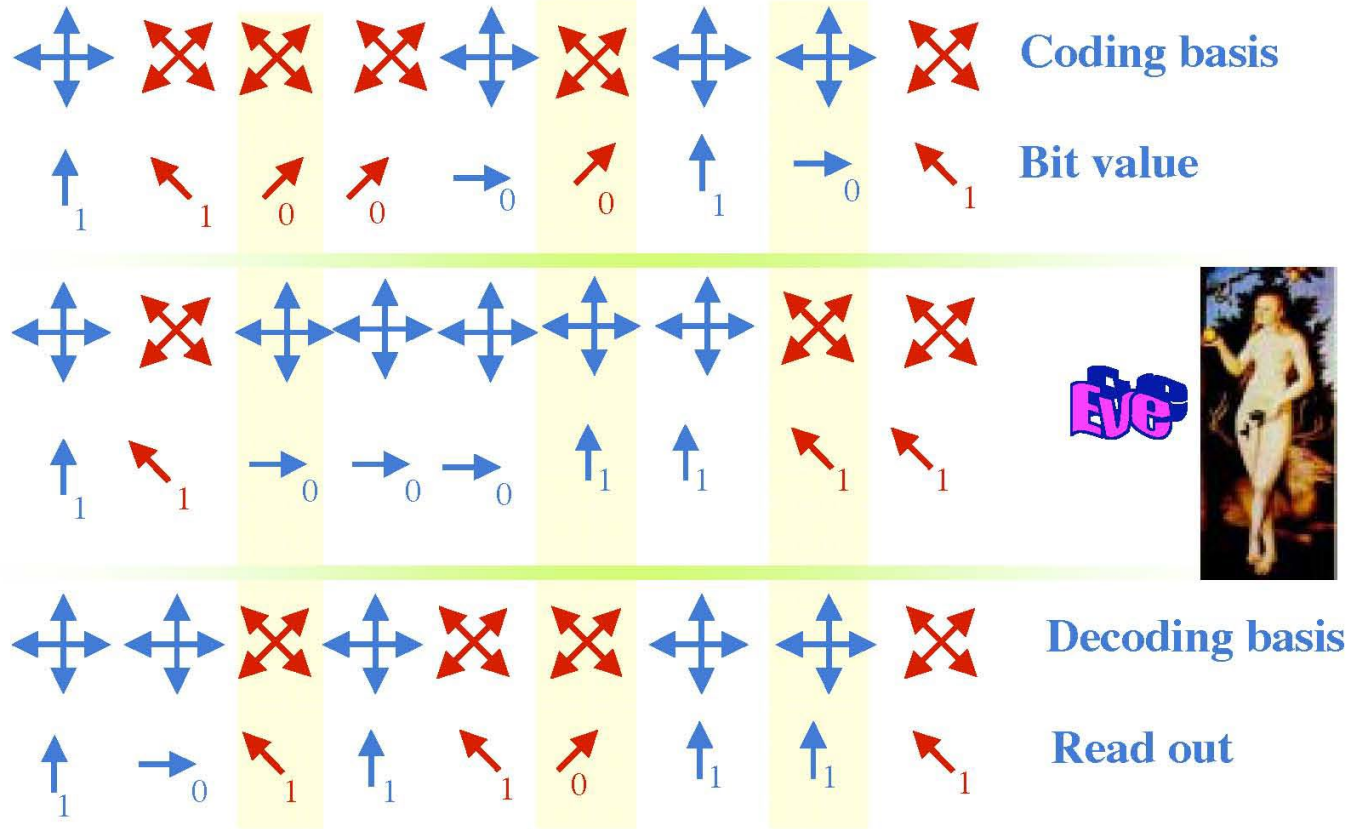 Coding basis
1 1 0 0 0 0 1 0 1
Bit value
Eve
1 1 0 0 0 1 1 1 1
Decoding basis
1 0 1 1 1 0 1 1 1
Read out